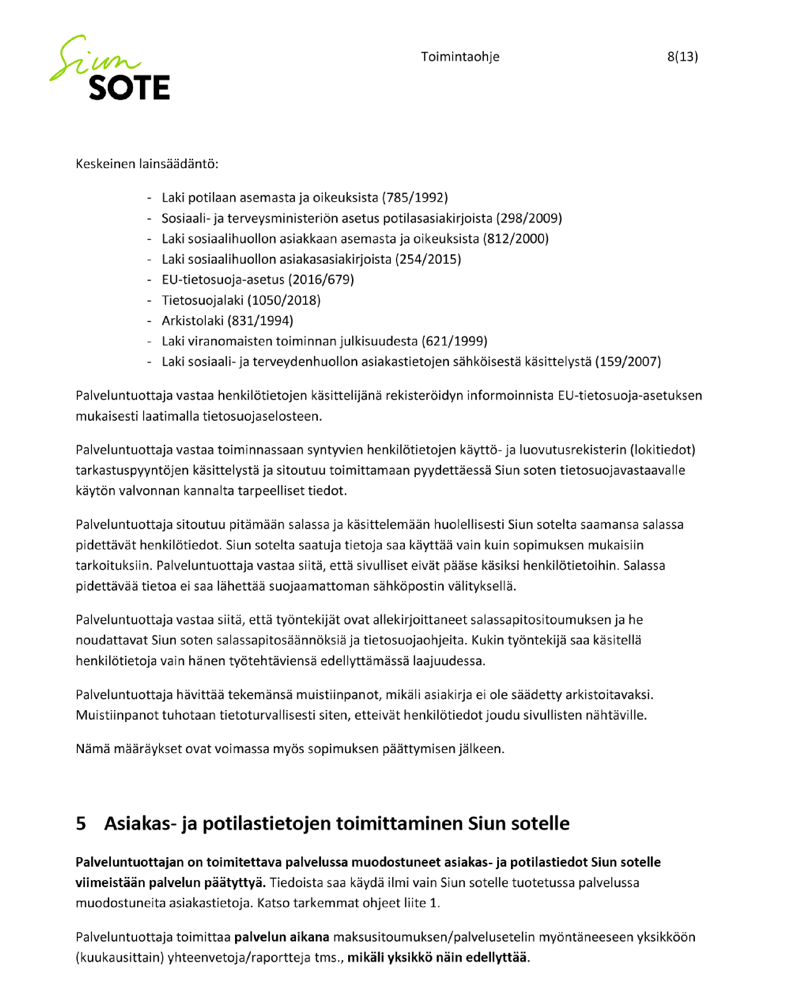 Siun
SOTE
Toimintaohje
8(13)
Keskeinen lainsäädäntö:
- Laki potilaan asemasta ja oikeuksista (785/1992)
- Sosiaali- ja terveysministeriön asetus potilasasiakirjoista (298/2009)
- Laki sosiaalihuollon asiakkaan asemasta ja oikeuksista (812/2000)
- Laki sosiaalihuollon asiakasasiakirjoista (254/2015)
- EU-tietosuoja-asetus (2016/679)
- Tietosuojalaki (1050/2018)
- Arkistolaki (831/1994)
- Laki viranomaisten toiminnan julkisuudesta (621/1999)
- Laki sosiaali- ja terveydenhuollon asiakastietojen sähköisestä käsittelystä (159/2007)
Palveluntuottaja vastaa henkilötietojen käsittelijänä rekisteröidyn informoinnista EU-tietosuoja-asetuksen
mukaisesti laatimalla tietosuojaselosteen.
Palveluntuottaja vastaa toiminnassaan syntyvien henkilötietojen käyttö- ja luovutusrekisterin (lokitiedot)
tarkastuspyyntöjen käsittelystä ja sitoutuu toimittamaan pyydettäessä Siun soten tietosuojavastaavalle
käytön valvonnan kannalta tarpeelliset tiedot.
Palveluntuottaja sitoutuu pitämään salassa ja käsittelemään huolellisesti Siun sotelta saamansa salassa
pidettävät henkilötiedot. Siun sotelta saatuja tietoja saa käyttää vain kuin sopimuksen mukaisiin
tarkoituksiin. Palveluntuottaja vastaa siitä, että sivulliset eivät pääse käsiksi henkilötietoihin. Salassa
pidettävää tietoa ei saa lähettää suojaamattoman sähköpostin välityksellä.
Palveluntuottaja vastaa siitä, että työntekijät ovat allekirjoittaneet salassapitositoumuksen ja he
noudattavat Siun soten salassapitosäännöksiä ja tietosuojaohjeita. Kukin työntekijä saa käsitellä
henkilötietoja vain hänen työtehtäviensä edellyttämässä laajuudessa.
Palveluntuottaja hävittää tekemänsä muistiinpanot, mikäli asiakirja ei ole säädetty arkistoitavaksi.
Muistiinpanot tuhotaan tietoturvallisesti siten, etteivät henkilötiedot joudu sivullisten nähtäville.
Nämä määräykset ovat voimassa myös sopimuksen päättymisen jälkeen.
5 Asiakas- ja potilastietojen toimittaminen Siun sotelle
Palveluntuottajan on toimitettava palvelussa muodostuneet asiakas- ja potilastiedot Siun sotelle
viimeistään palvelun päätyttyä. Tiedoista saa käydä ilmi vain Siun sotelle tuotetussa palvelussa
muodostuneita asiakastietoja. Katso tarkemmat ohjeet liite 1.
Palveluntuottaja toimittaa palvelun aikana maksusitoumuksen/palvelusetelin myöntäneeseen yksikköön
(kuukausittain) yhteenvetoja/raportteja tms., mikäli yksikkö näin edellyttää.